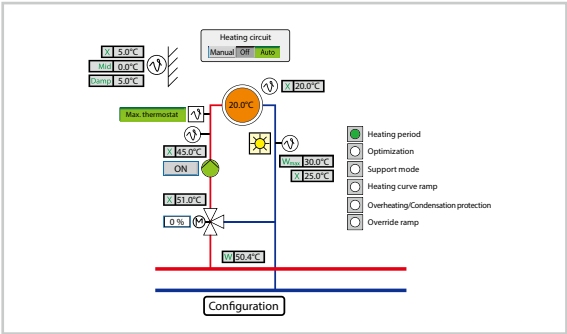 Heating circuit
Manual Off Auto
X 5.0°C
Mid 0.0°C
Damp 5.0°C
X 20.0°C
20.0°C
Max. thermostat
X 45.0°C
ON
Wmax 30.0°C
X 25.0°C
X 51.0°C
0 %
M
W 50.4°C
Heating period
Optimization
Support mode
Heating curve ramp
Overheating/Condensation protection
Override ramp
Configuration